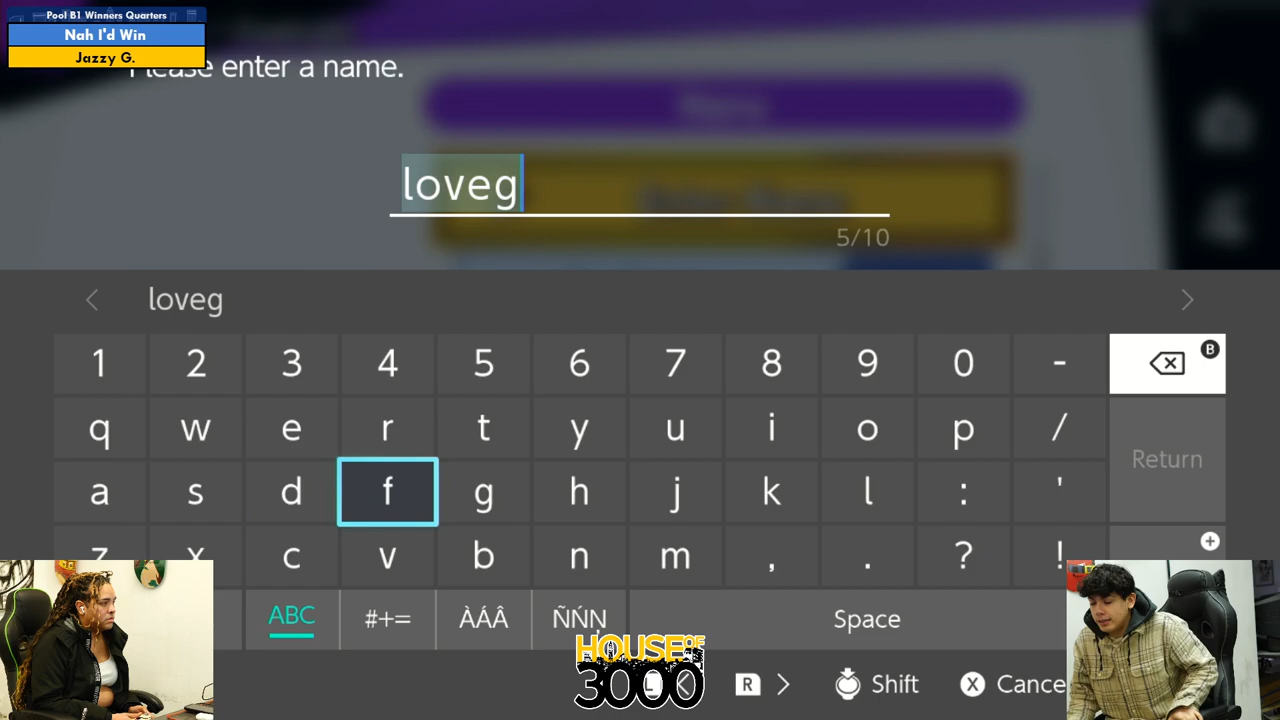 Pool B1 Winners Quarters
Nah I'd Win
Jazzy G.
Please enter a name.
loveg
5/10
loveg
1 2 3 4 5 6 7 8 9 0 -
B
q w e r t y u i o p /
Return
a s d f g h j k l : '
z x c v b n m , . ? !
ABC #+= ÀÁÂ ÑŃŅ Space
HOUSE OF
3000
L R Shift X Cance